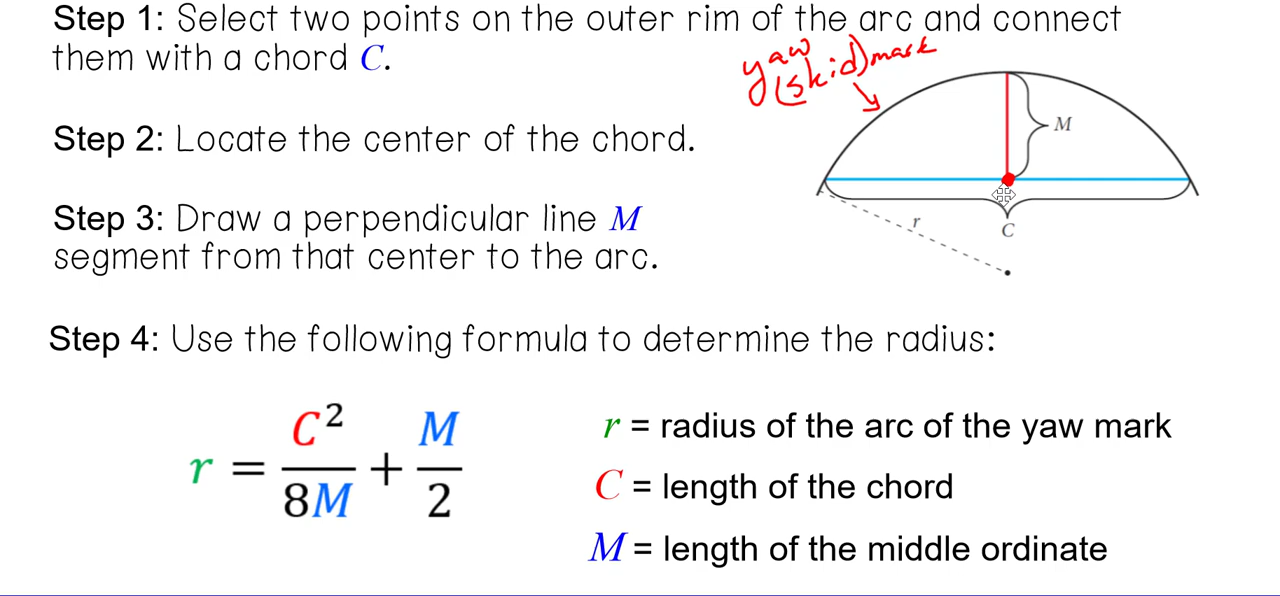 Step 1: Select two points on the outer rim of the arc and connect
them with a chord C.
yaw
(skid) mark
M
Step 2: Locate the center of the chord.
Step 3: Draw a perpendicular line M
segment from that center to the arc.
r
C
Step 4: Use the following formula to determine the radius:
r = C²/8M + M/2
r = radius of the arc of the yaw mark
C = length of the chord
M = length of the middle ordinate